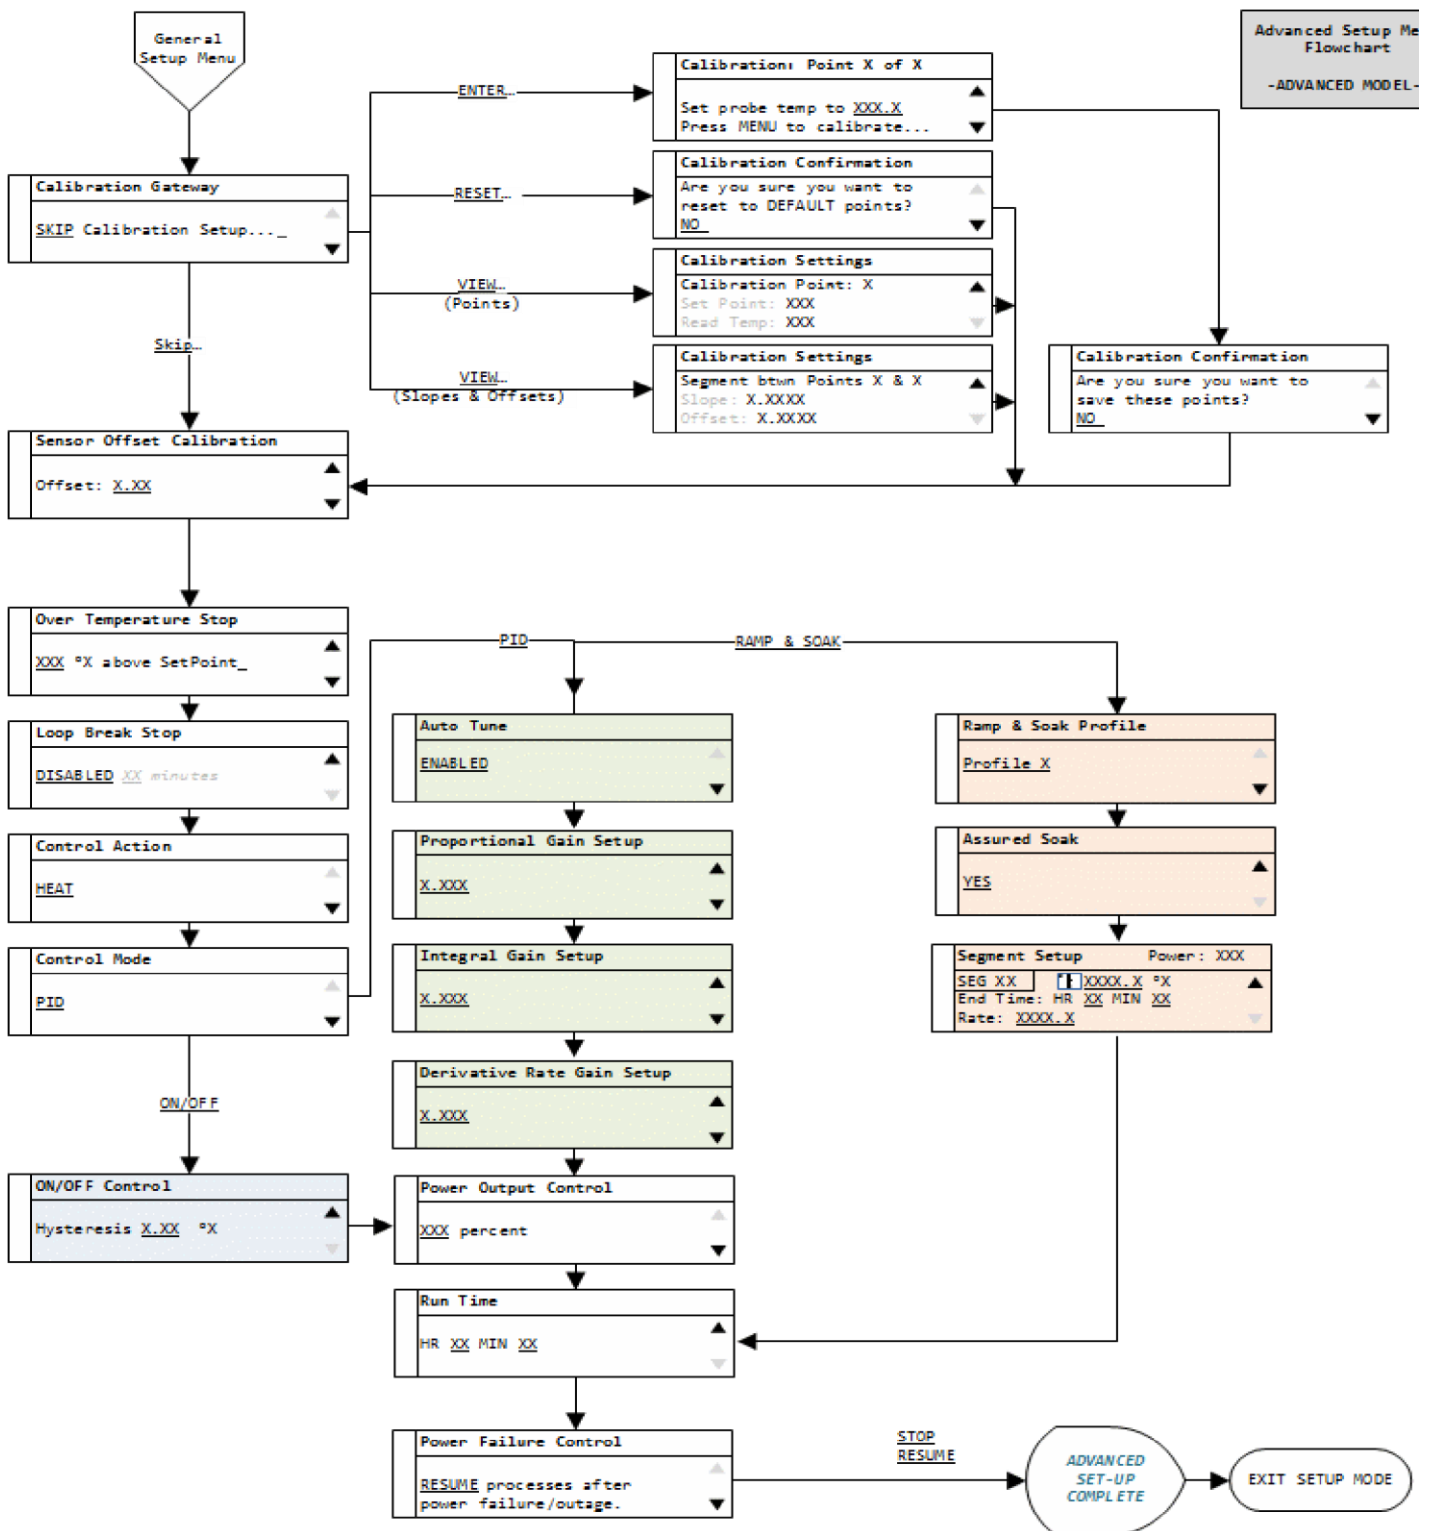 General
Setup Menu
Advanced Setup Me
Flowchart
-ADVANCED MODEL-
ENTER…
Calibration: Point X of X
Set probe temp to XXX.X
Press MENU to calibrate...
RESET…
Calibration Confirmation
Are you sure you want to
reset to DEFAULT points?
NO_
Calibration Gateway
SKIP Calibration Setup..._
VIEW…
(Points)
Calibration Settings
Calibration Point: X
Set Point: XXX
Read Temp: XXX
Skip…
VIEW…
(Slopes & Offsets)
Calibration Settings
Segment btwn Points X & X
Slope: X.XXXX
Offset: X.XXXX
Calibration Confirmation
Are you sure you want to
save these points?
NO_
Sensor Offset Calibration
Offset: X.XX
Over Temperature Stop
XXX °X above SetPoint_
PID
RAMP & SOAK
Loop Break Stop
DISABLED XX minutes
Auto Tune
ENABLED
Ramp & Soak Profile
Profile X
Control Action
HEAT
Proportional Gain Setup
X.XXX
Assured Soak
YES
Control Mode
PID
Integral Gain Setup
X.XXX
Segment Setup Power: XXX
SEG XX XXXX.X °X
End Time: HR XX MIN XX
Rate: XXXX.X
Derivative Rate Gain Setup
X.XXX
ON/OFF
ON/OFF Control
Hysteresis X.XX °X
Power Output Control
XXX percent
Run Time
HR XX MIN XX
Power Failure Control
RESUME processes after
power failure/outage.
STOP
RESUME
ADVANCED
SET-UP
COMPLETE
EXIT SETUP MODE